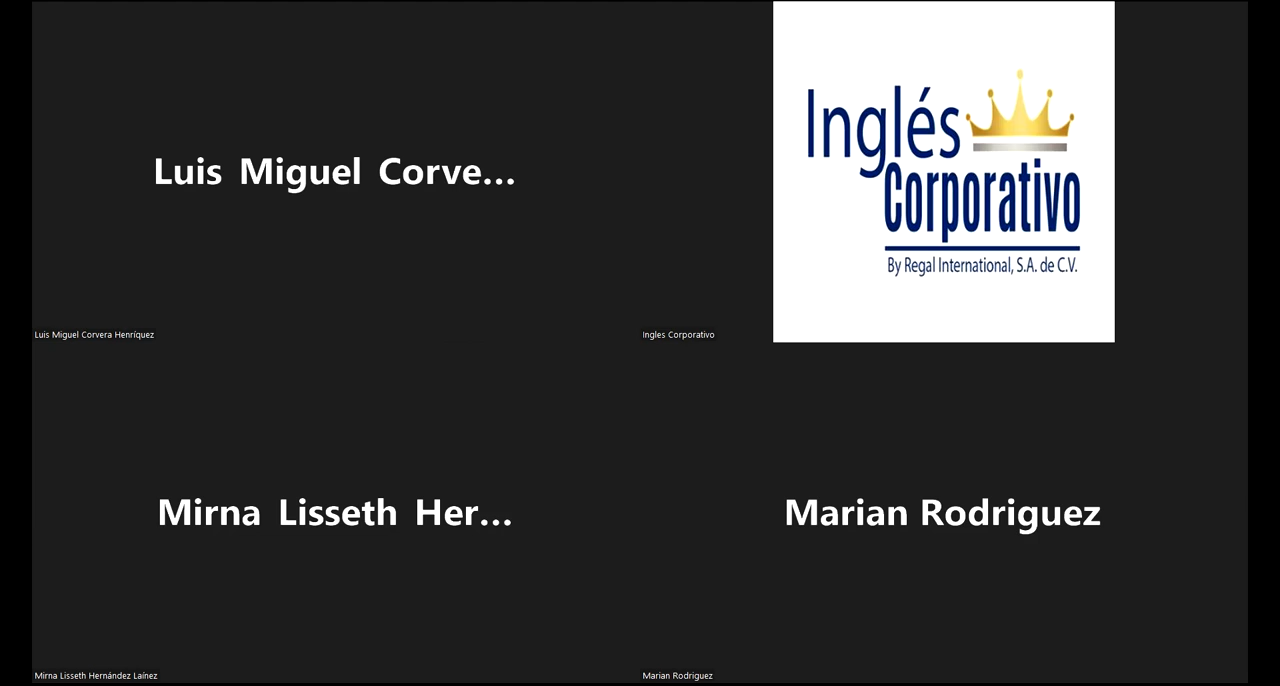 Luis Miguel Corve...
Luis Miguel Corvera Henríquez
Inglés
Corporativo
By Regal International, S.A. de C.V.
Ingles Corporativo
Mirna Lisseth Her...
Mirna Lisseth Hernández Laínez
Marian Rodriguez
Marian Rodriguez